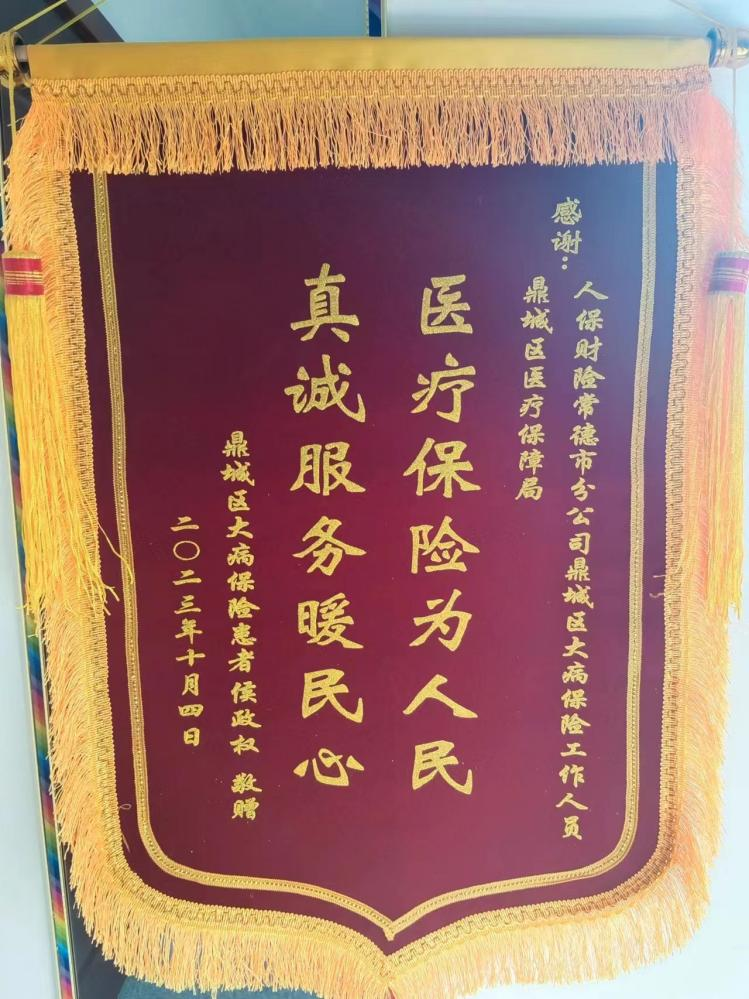 感谢：
人保财险常德市分公司鼎城区大病保险工作人员
鼎城区医疗保障局
医疗保险为人民
真诚服务暖民心
鼎城区大病保险患者 侯政权 敬赠
二〇二三年十月四日